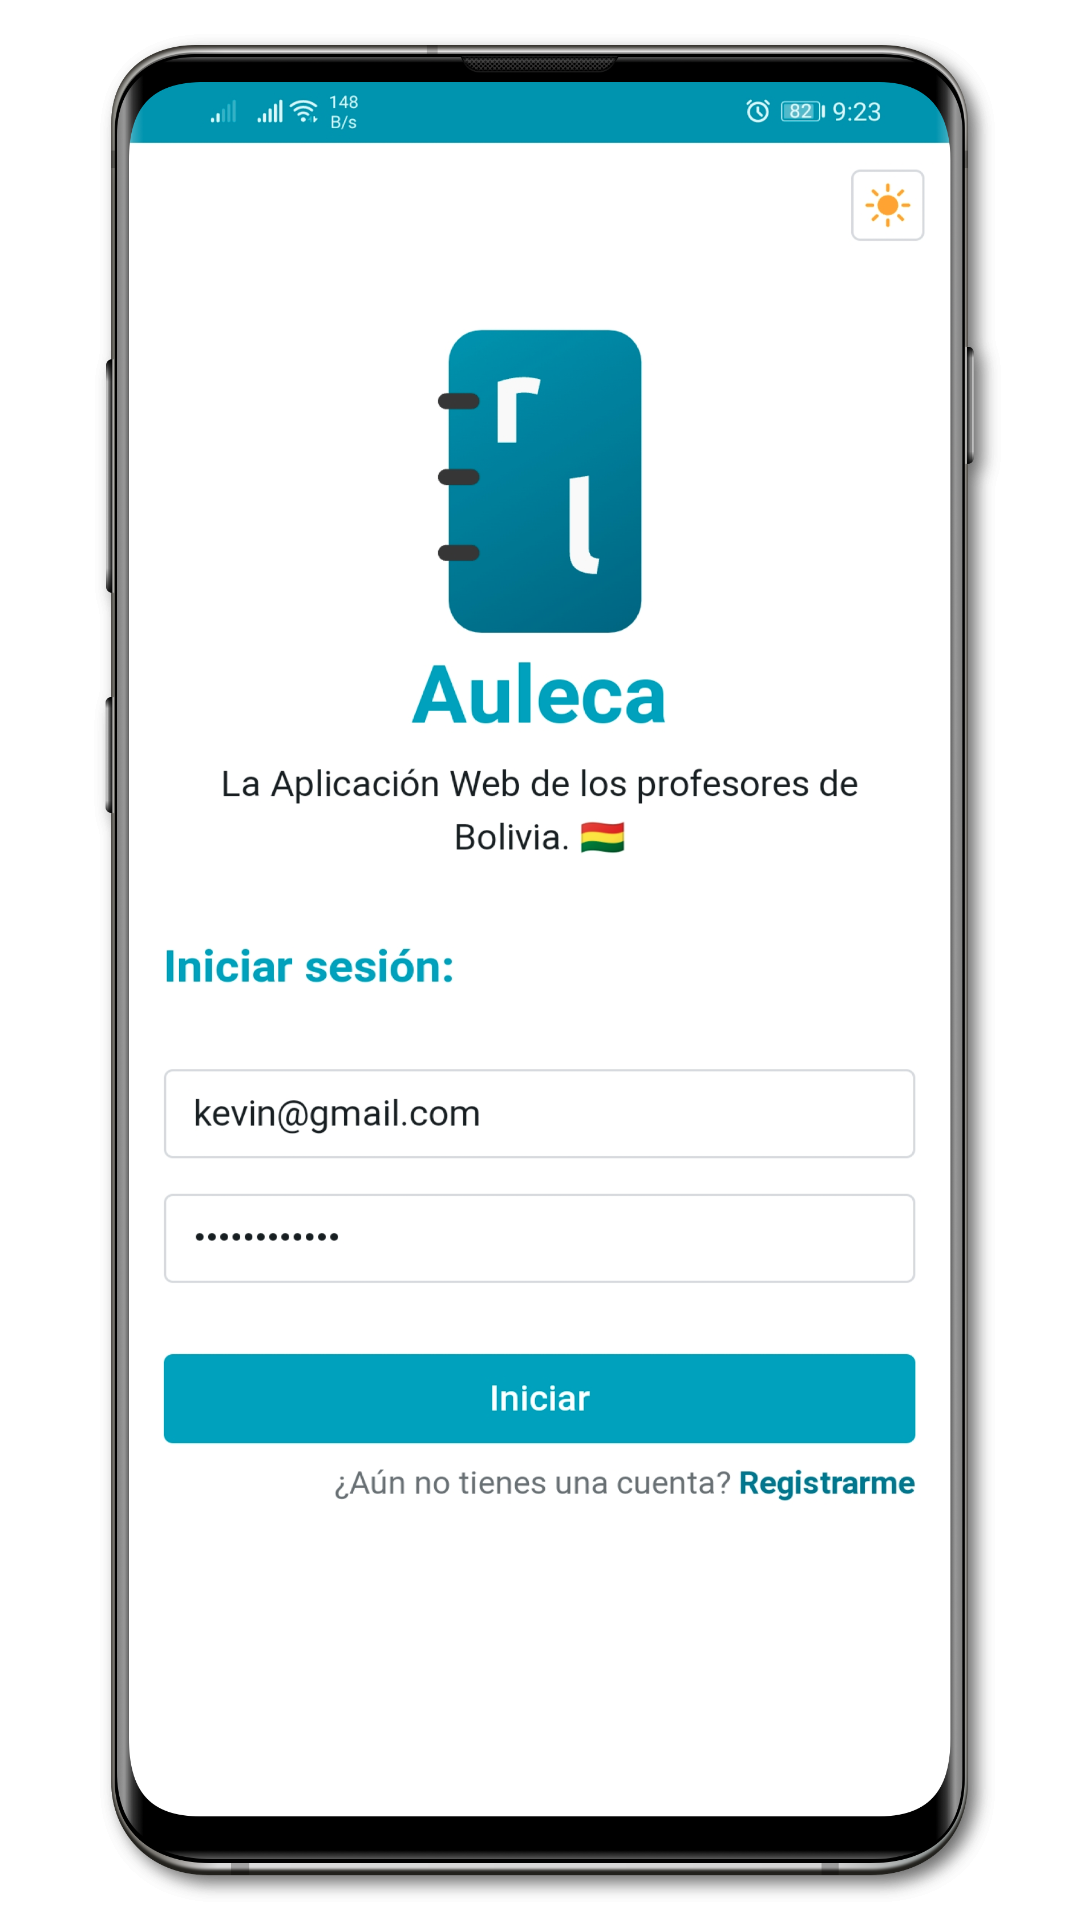 148
B/s
82
9:23
r
l
Auleca
La Aplicación Web de los profesores de
Bolivia. 🇧🇴
Iniciar sesión:
kevin@gmail.com
••••••••••••
Iniciar
¿Aún no tienes una cuenta? Registrarme